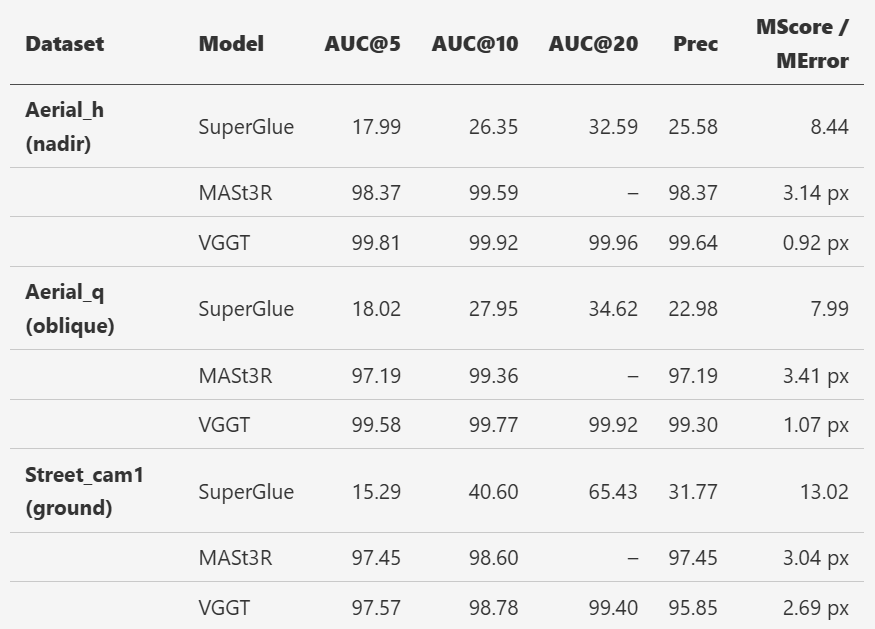 Dataset Model AUC@5 AUC@10 AUC@20 Prec MScore / MError
Aerial_h (nadir) SuperGlue 17.99 26.35 32.59 25.58 8.44
MASt3R 98.37 99.59 – 98.37 3.14 px
VGGT 99.81 99.92 99.96 99.64 0.92 px
Aerial_q (oblique) SuperGlue 18.02 27.95 34.62 22.98 7.99
MASt3R 97.19 99.36 – 97.19 3.41 px
VGGT 99.58 99.77 99.92 99.30 1.07 px
Street_cam1 (ground) SuperGlue 15.29 40.60 65.43 31.77 13.02
MASt3R 97.45 98.60 – 97.45 3.04 px
VGGT 97.57 98.78 99.40 95.85 2.69 px